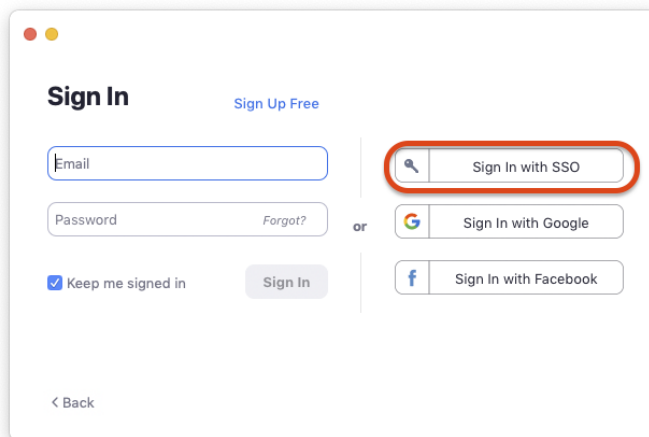 Sign In
Sign Up Free
Email
Password
Forgot?
Keep me signed in
Sign In
or
Sign In with SSO
Sign In with Google
Sign In with Facebook
Back